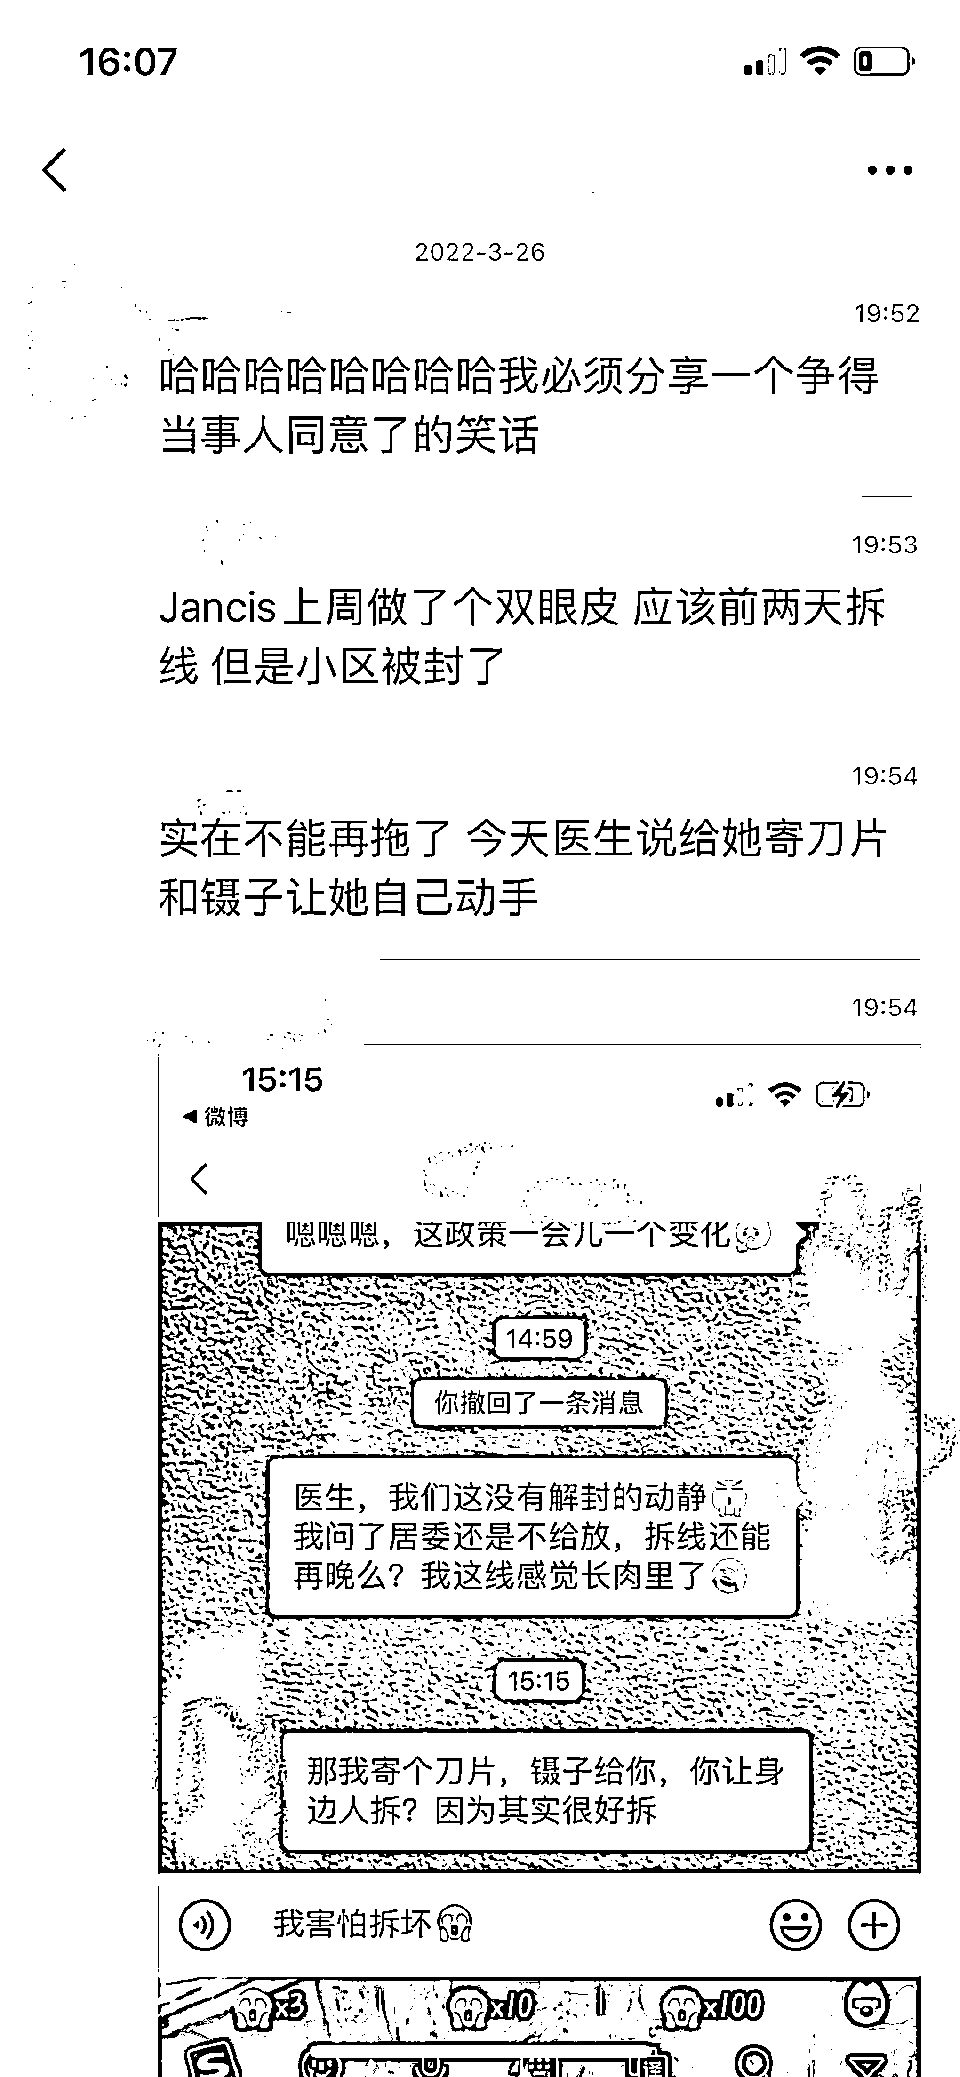 16:07
2022-3-26
19:52
哈哈哈哈哈哈哈哈我必须分享一个争得
当事人同意了的笑话
19:53
Jancis上周做了个双眼皮 应该前两天拆
线 但是小区被封了
19:54
实在不能再拖了 今天医生说给她寄刀片
和镊子让她自己动手
19:54
15:15
微博
嗯嗯嗯，这政策一会儿一个变化
14:59
你撤回了一条消息
医生，我们这没有解封的动静
我问了居委还是不给放，拆线还能
再晚么？我这线感觉长肉里了
15:15
那我寄个刀片，镊子给你，你让身
边人拆？因为其实很好拆
我害怕拆坏
x3
x10
x100